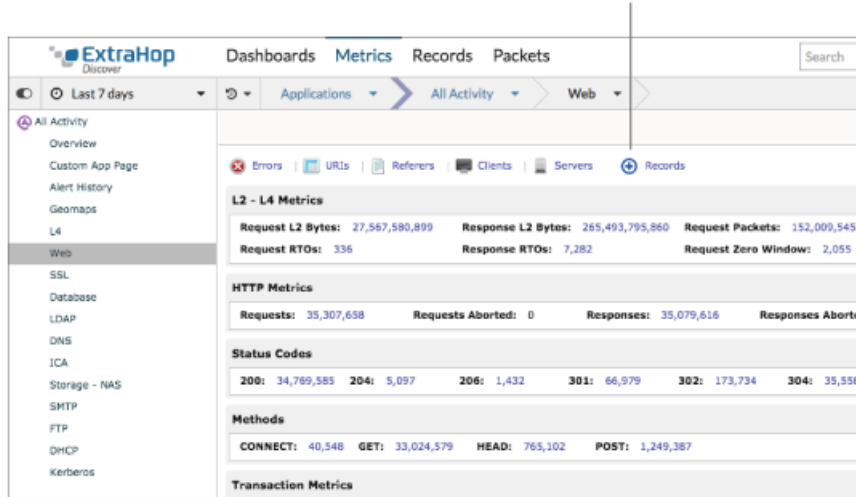 ExtraHop
Discover
Dashboards Metrics Records Packets
Search
Last 7 days
Applications All Activity Web
All Activity
Overview
Custom App Page
Alert History
Geomaps
L4
Web
SSL
Database
LDAP
DNS
ICA
Storage - NAS
SMTP
FTP
DHCP
Kerberos
Errors | URIs | Referers | Clients | Servers Records
L2 - L4 Metrics
Request L2 Bytes: 27,567,580,899 Response L2 Bytes: 265,493,795,860 Request Packets: 152,009,545
Request RTOs: 336 Response RTOs: 7,282 Request Zero Window: 2,055
HTTP Metrics
Requests: 35,307,658 Requests Aborted: 0 Responses: 35,079,616 Responses Aborte
Status Codes
200: 34,769,585 204: 5,097 206: 1,432 301: 66,979 302: 173,734 304: 35,558
Methods
CONNECT: 40,548 GET: 33,024,579 HEAD: 765,102 POST: 1,249,387
Transaction Metrics